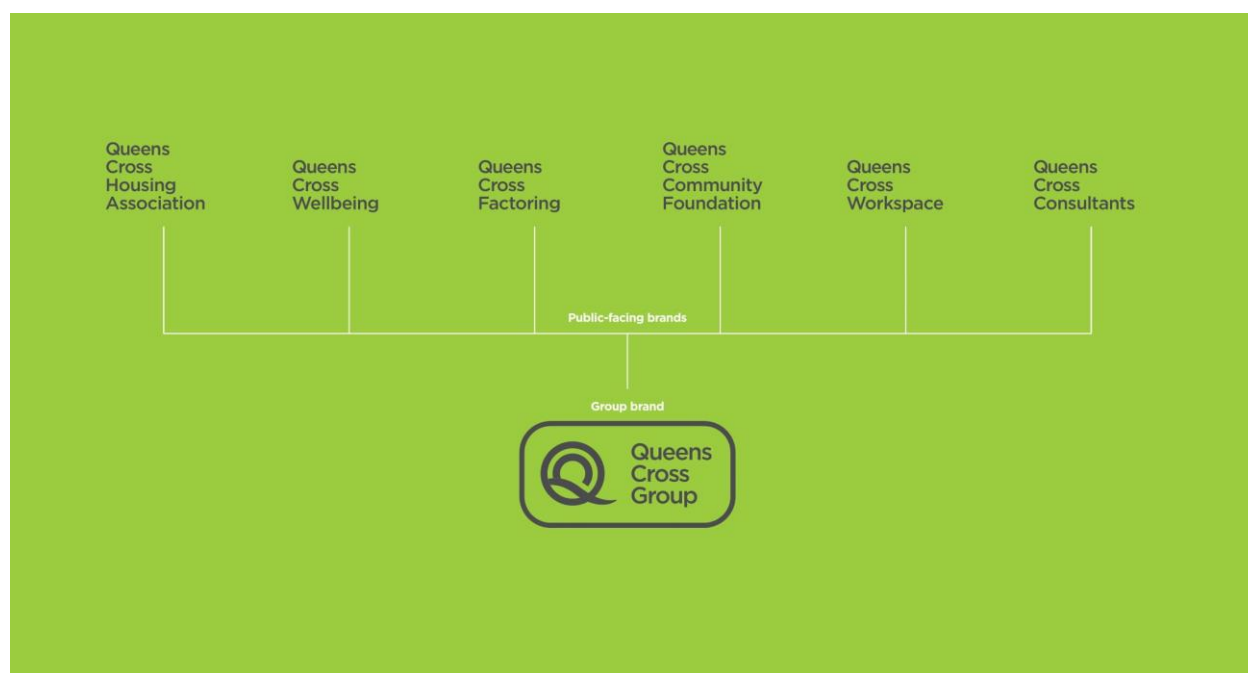 Queens
Cross
Housing
Association
Queens
Cross
Wellbeing
Queens
Cross
Factoring
Queens
Cross
Community
Foundation
Queens
Cross
Workspace
Queens
Cross
Consultants
Public-facing brands
Group brand
Queens
Cross
Group